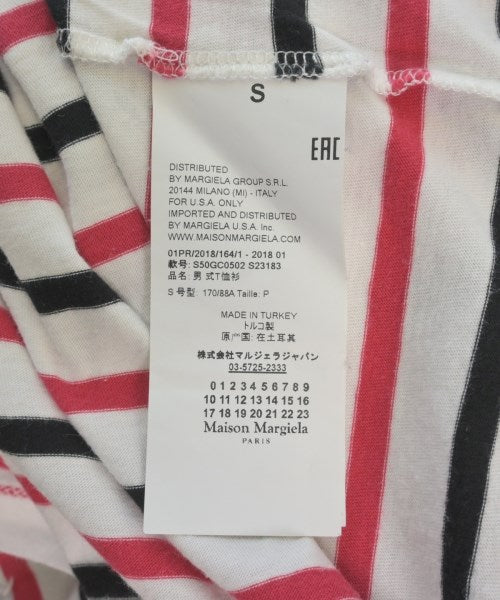 S
EAC
DISTRIBUTED
BY MARGIELA GROUP S.R.L.
20144 MILANO (MI) - ITALY
FOR U.S.A. ONLY
IMPORTED AND DISTRIBUTED
BY MARGIELA U.S.A. Inc.
WWW.MAISONMARGIELA.COM
01PR/2018/164/1 - 2018 01
款号: S50GC0502 S23183
品名: 男 式T恤衫
S 号型: 170/88A Taille: P
MADE IN TURKEY
トルコ製
原产国: 在土耳其
株式会社マルジェラジャパン
03-5725-2333
0 1 2 3 4 5 6 7 8 9
10 11 12 13 14 15 16
17 18 19 20 21 22 23
Maison Margiela
PARIS